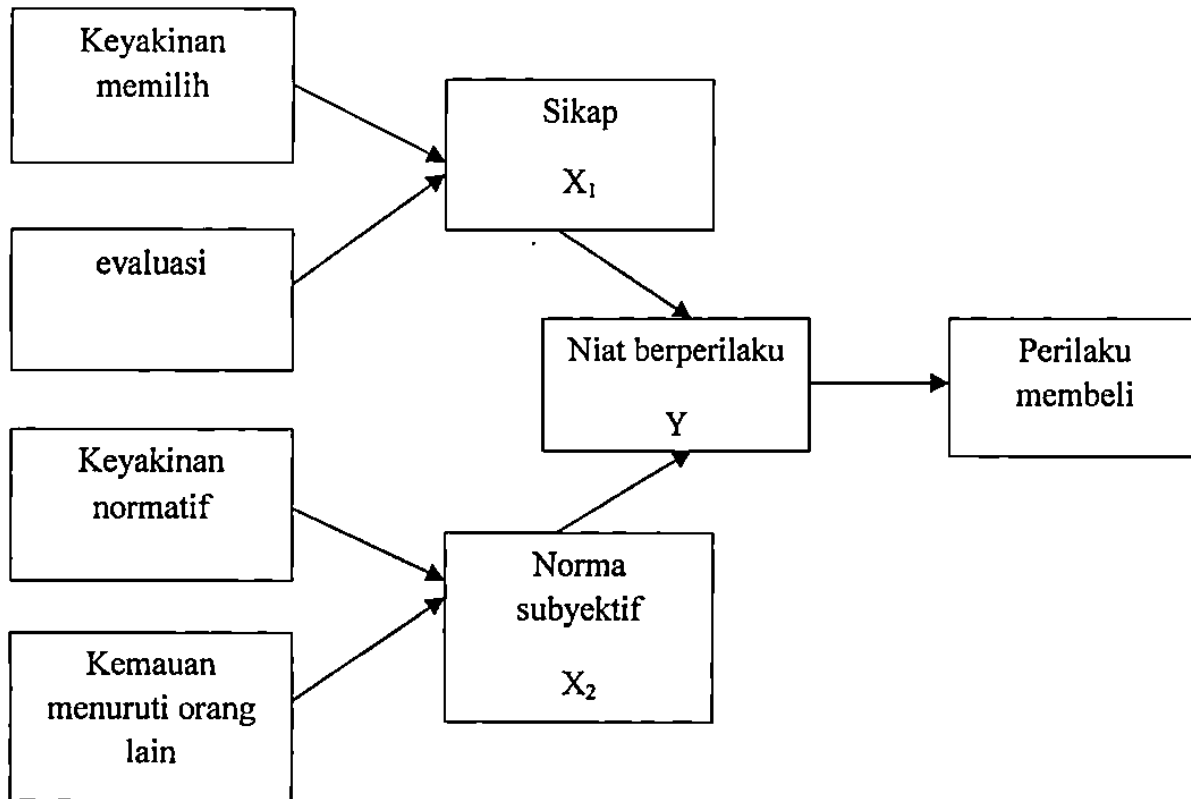 Keyakinan
memilih
evaluasi
Sikap
X₁
Keyakinan
normatif
Kemauan
menuruti orang
lain
Norma
subyektif
X₂
Niat berperilaku
Y
Perilaku
membeli